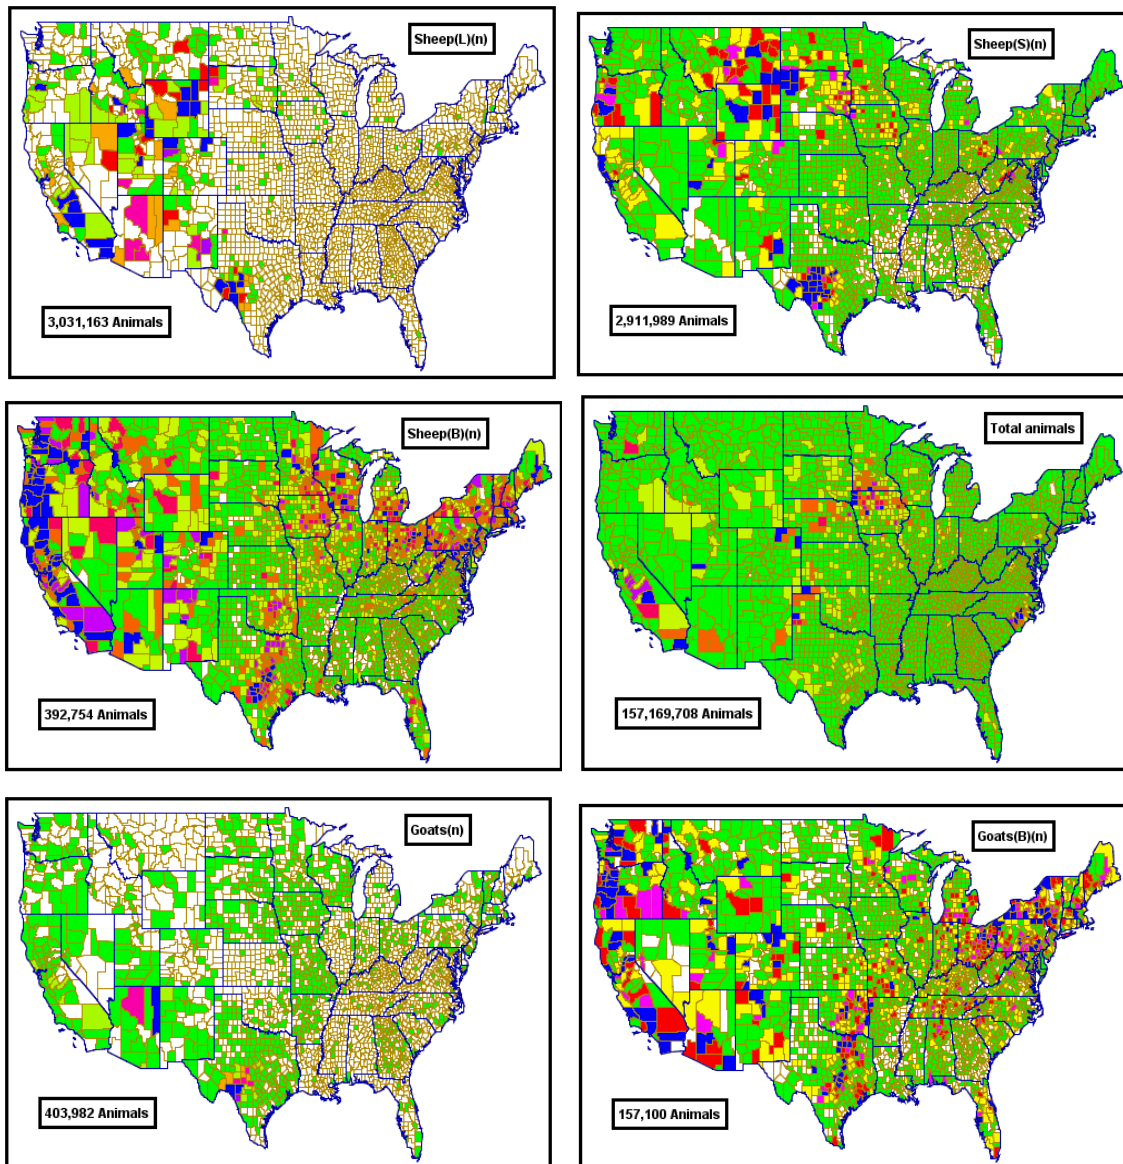 Sheep(L)(n)
3,031,163 Animals
Sheep(S)(n)
2,911,989 Animals
Sheep(B)(n)
392,754 Animals
Total animals
157,169,708 Animals
Goats(n)
403,982 Animals
Goats(B)(n)
157,100 Animals